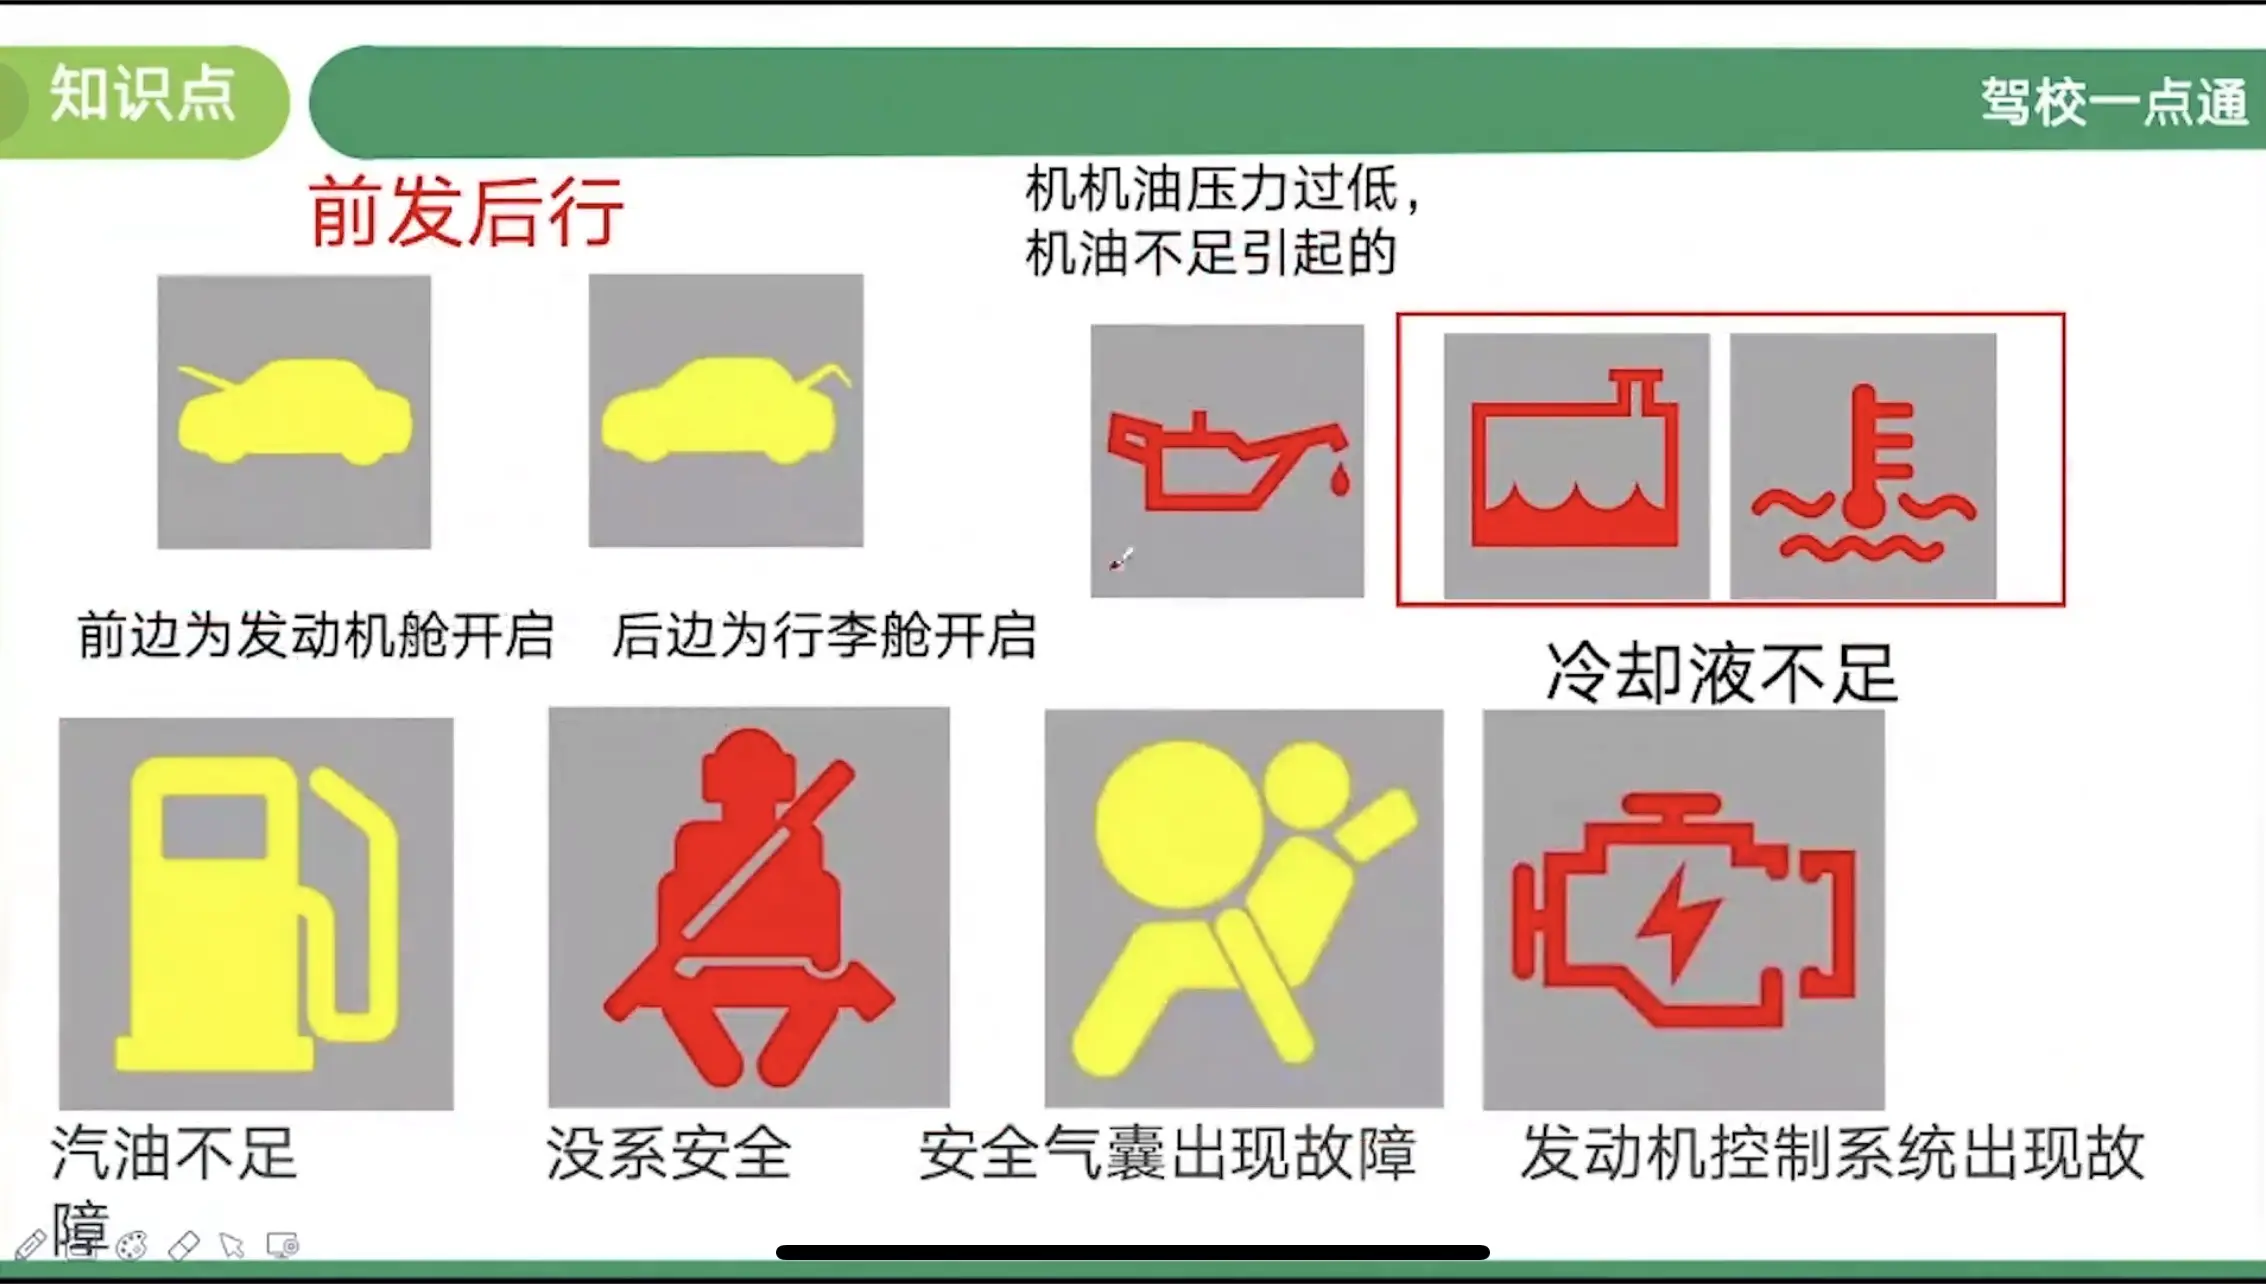 知识点
驾校一点通
前发后行
机机油压力过低，
机油不足引起的
前边为发动机舱开启
后边为行李舱开启
冷却液不足
汽油不足 没系安全 安全气囊出现故障 发动机控制系统出现故
障